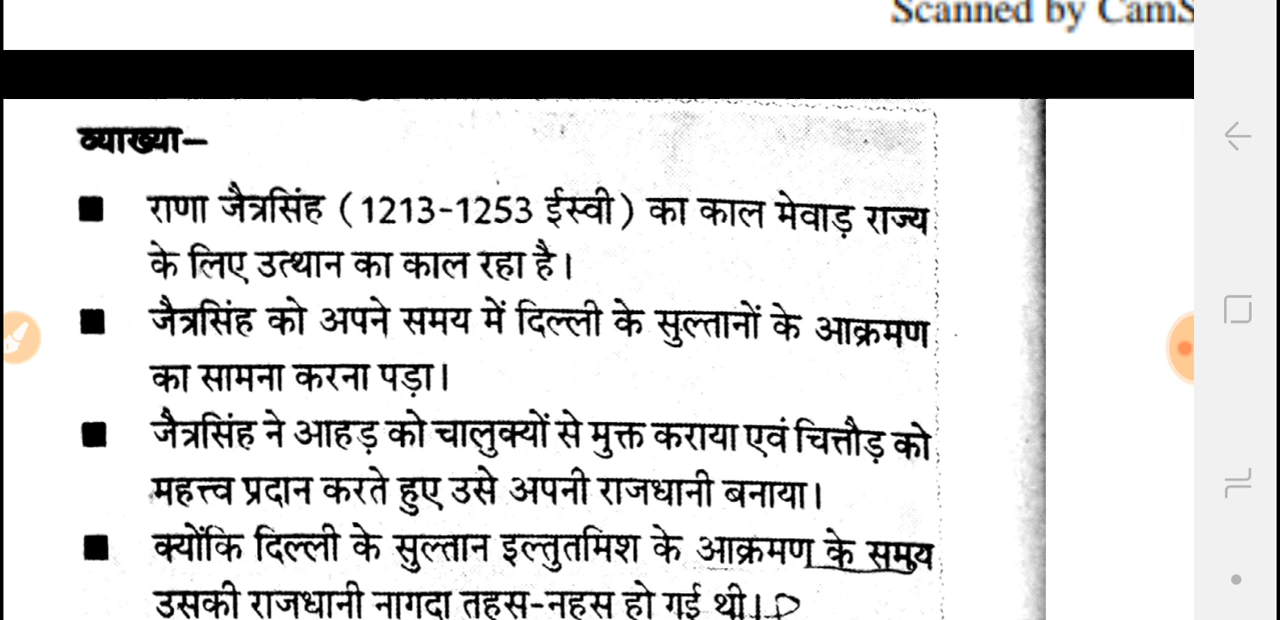 Scanned by CamS
व्याख्या–
■ राणा जैत्रसिंह (1213-1253 ईस्वी) का काल मेवाड़ राज्य
के लिए उत्थान का काल रहा है।
■ जैत्रसिंह को अपने समय में दिल्ली के सुल्तानों के आक्रमण
का सामना करना पड़ा।
■ जैत्रसिंह ने आहड़ को चालुक्यों से मुक्त कराया एवं चित्तौड़ को
महत्त्व प्रदान करते हुए उसे अपनी राजधानी बनाया।
■ क्योंकि दिल्ली के सुल्तान इल्तुतमिश के आक्रमण के समय
उसकी राजधानी नागदा तहस-नहस हो गई थी।